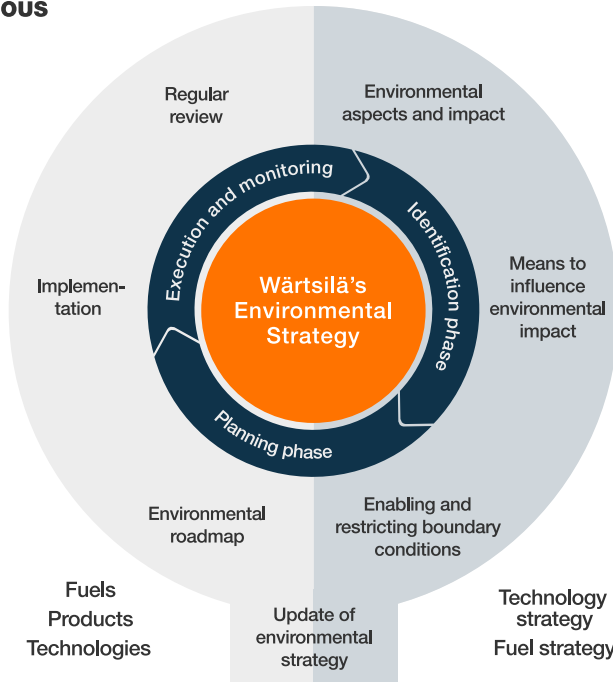 ous
Regular
review
Environmental
aspects and impact
Execution and monitoring
Identification phase
Implemen-
tation
Wärtsilä’s
Environmental
Strategy
Means to
influence
environmental
impact
Planning phase
Environmental
roadmap
Enabling and
restricting boundary
conditions
Fuels
Products
Technologies
Update of
environmental
strategy
Technology
strategy
Fuel strategy